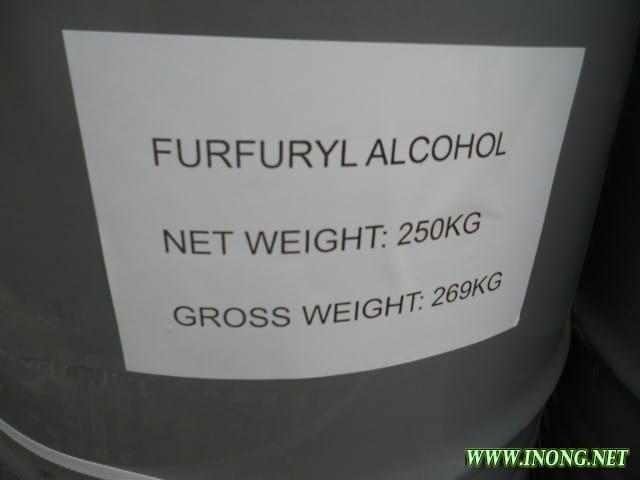 FURFURYL ALCOHOL
NET WEIGHT: 250KG
GROSS WEIGHT: 269KG
WWW.INONG.NET